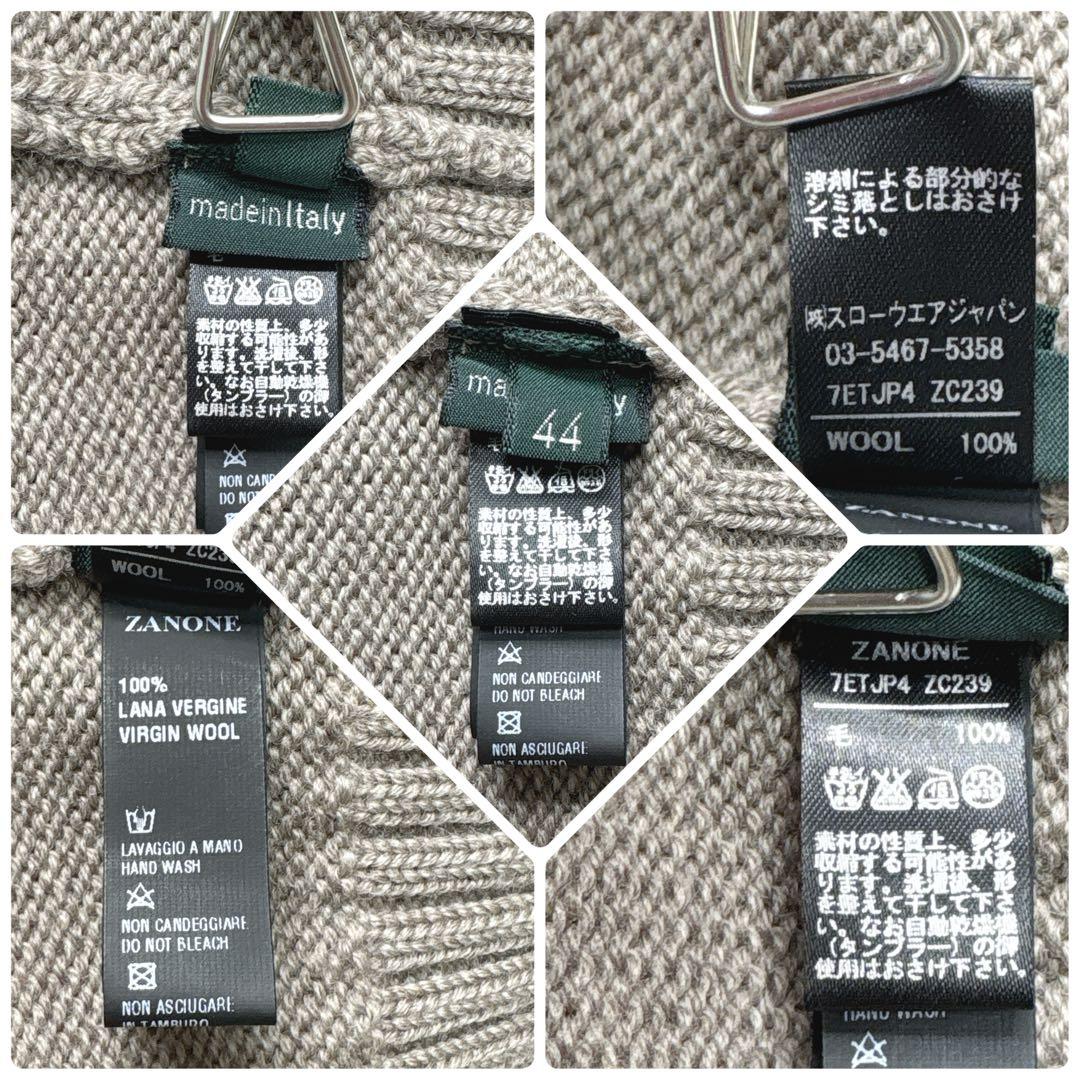 madeinItaly
毛
素材の性質上、多少
収縮する可能性があ
ります。洗濯後、形
を整えて干して下さ
い。なお自動乾燥機
（タンブラー）の御
使用はおさけ下さい。
NON CAND
DO NOT
溶剤による部分的な
シミ落としはおさけ
下さい。
㈱スローウエアジャパン
03-5467-5358
7ETJP4 ZC239
WOOL 100%
ZANONE
ma y
44
素材の性質上、多少
収縮する可能性があ
ります。洗濯後、形
を整えて干して下さ
い。なお自動乾燥機
（タンブラー）の御
使用はおさけ下さい。
HAND WASH
NON CANDEGGIARE
DO NOT BLEACH
NON ASCIUGARE
IN TAMBURO
JP4 ZC23
WOOL 100%
ZANONE
100%
LANA VERGINE
VIRGIN WOOL
LAVAGGIO A MANO
HAND WASH
NON CANDEGGIARE
DO NOT BLEACH
NON ASCIUGARE
IN TAMBURO
ZANONE
7ETJP4 ZC239
毛 100%
素材の性質上、多少
収縮する可能性があ
ります。洗濯後、形
を整えて干して下さ
い。なお自動乾燥機
（タンブラー）の御
使用はおさけ下さい。
HAND WASH